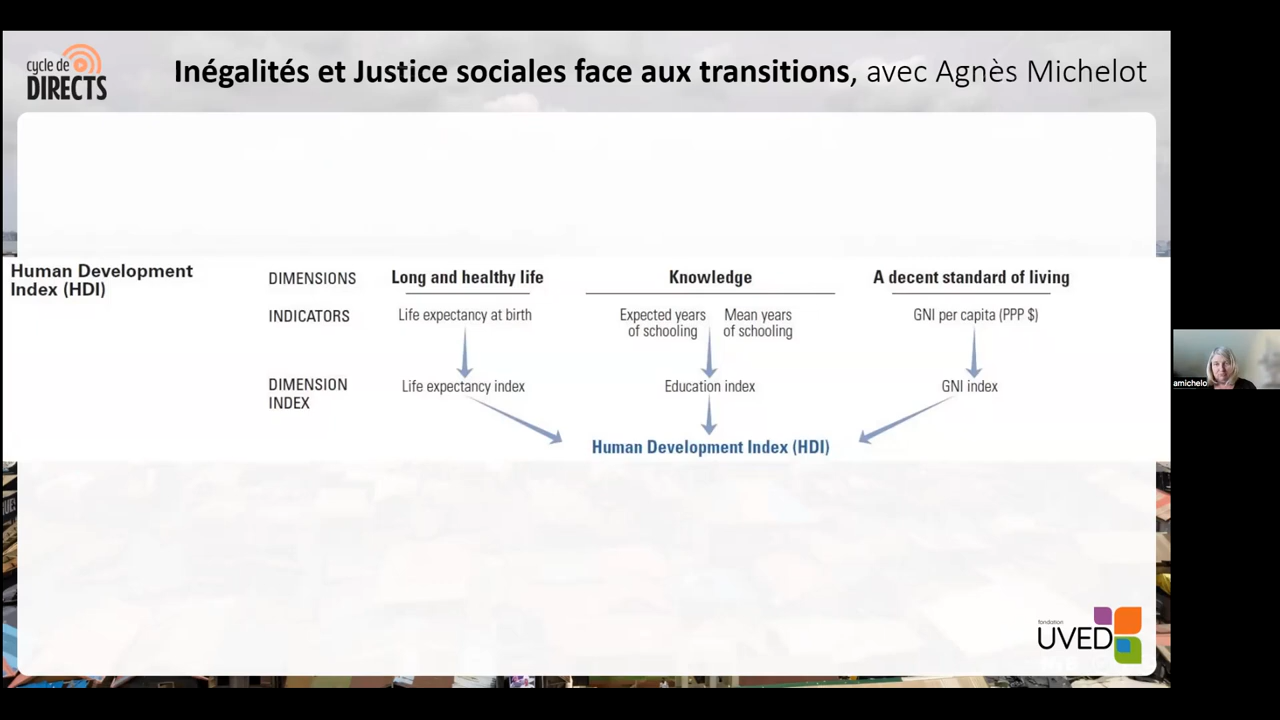 cycle de
DIRECTS
Inégalités et Justice sociales face aux transitions, avec Agnès Michelot
Human Development
Index (HDI)
DIMENSIONS
Long and healthy life
Knowledge
A decent standard of living
INDICATORS
Life expectancy at birth
Expected years
of schooling
Mean years
of schooling
GNI per capita (PPP $)
DIMENSION
INDEX
Life expectancy index
Education index
GNI index
Human Development Index (HDI)
amichelo
fondation
UVED